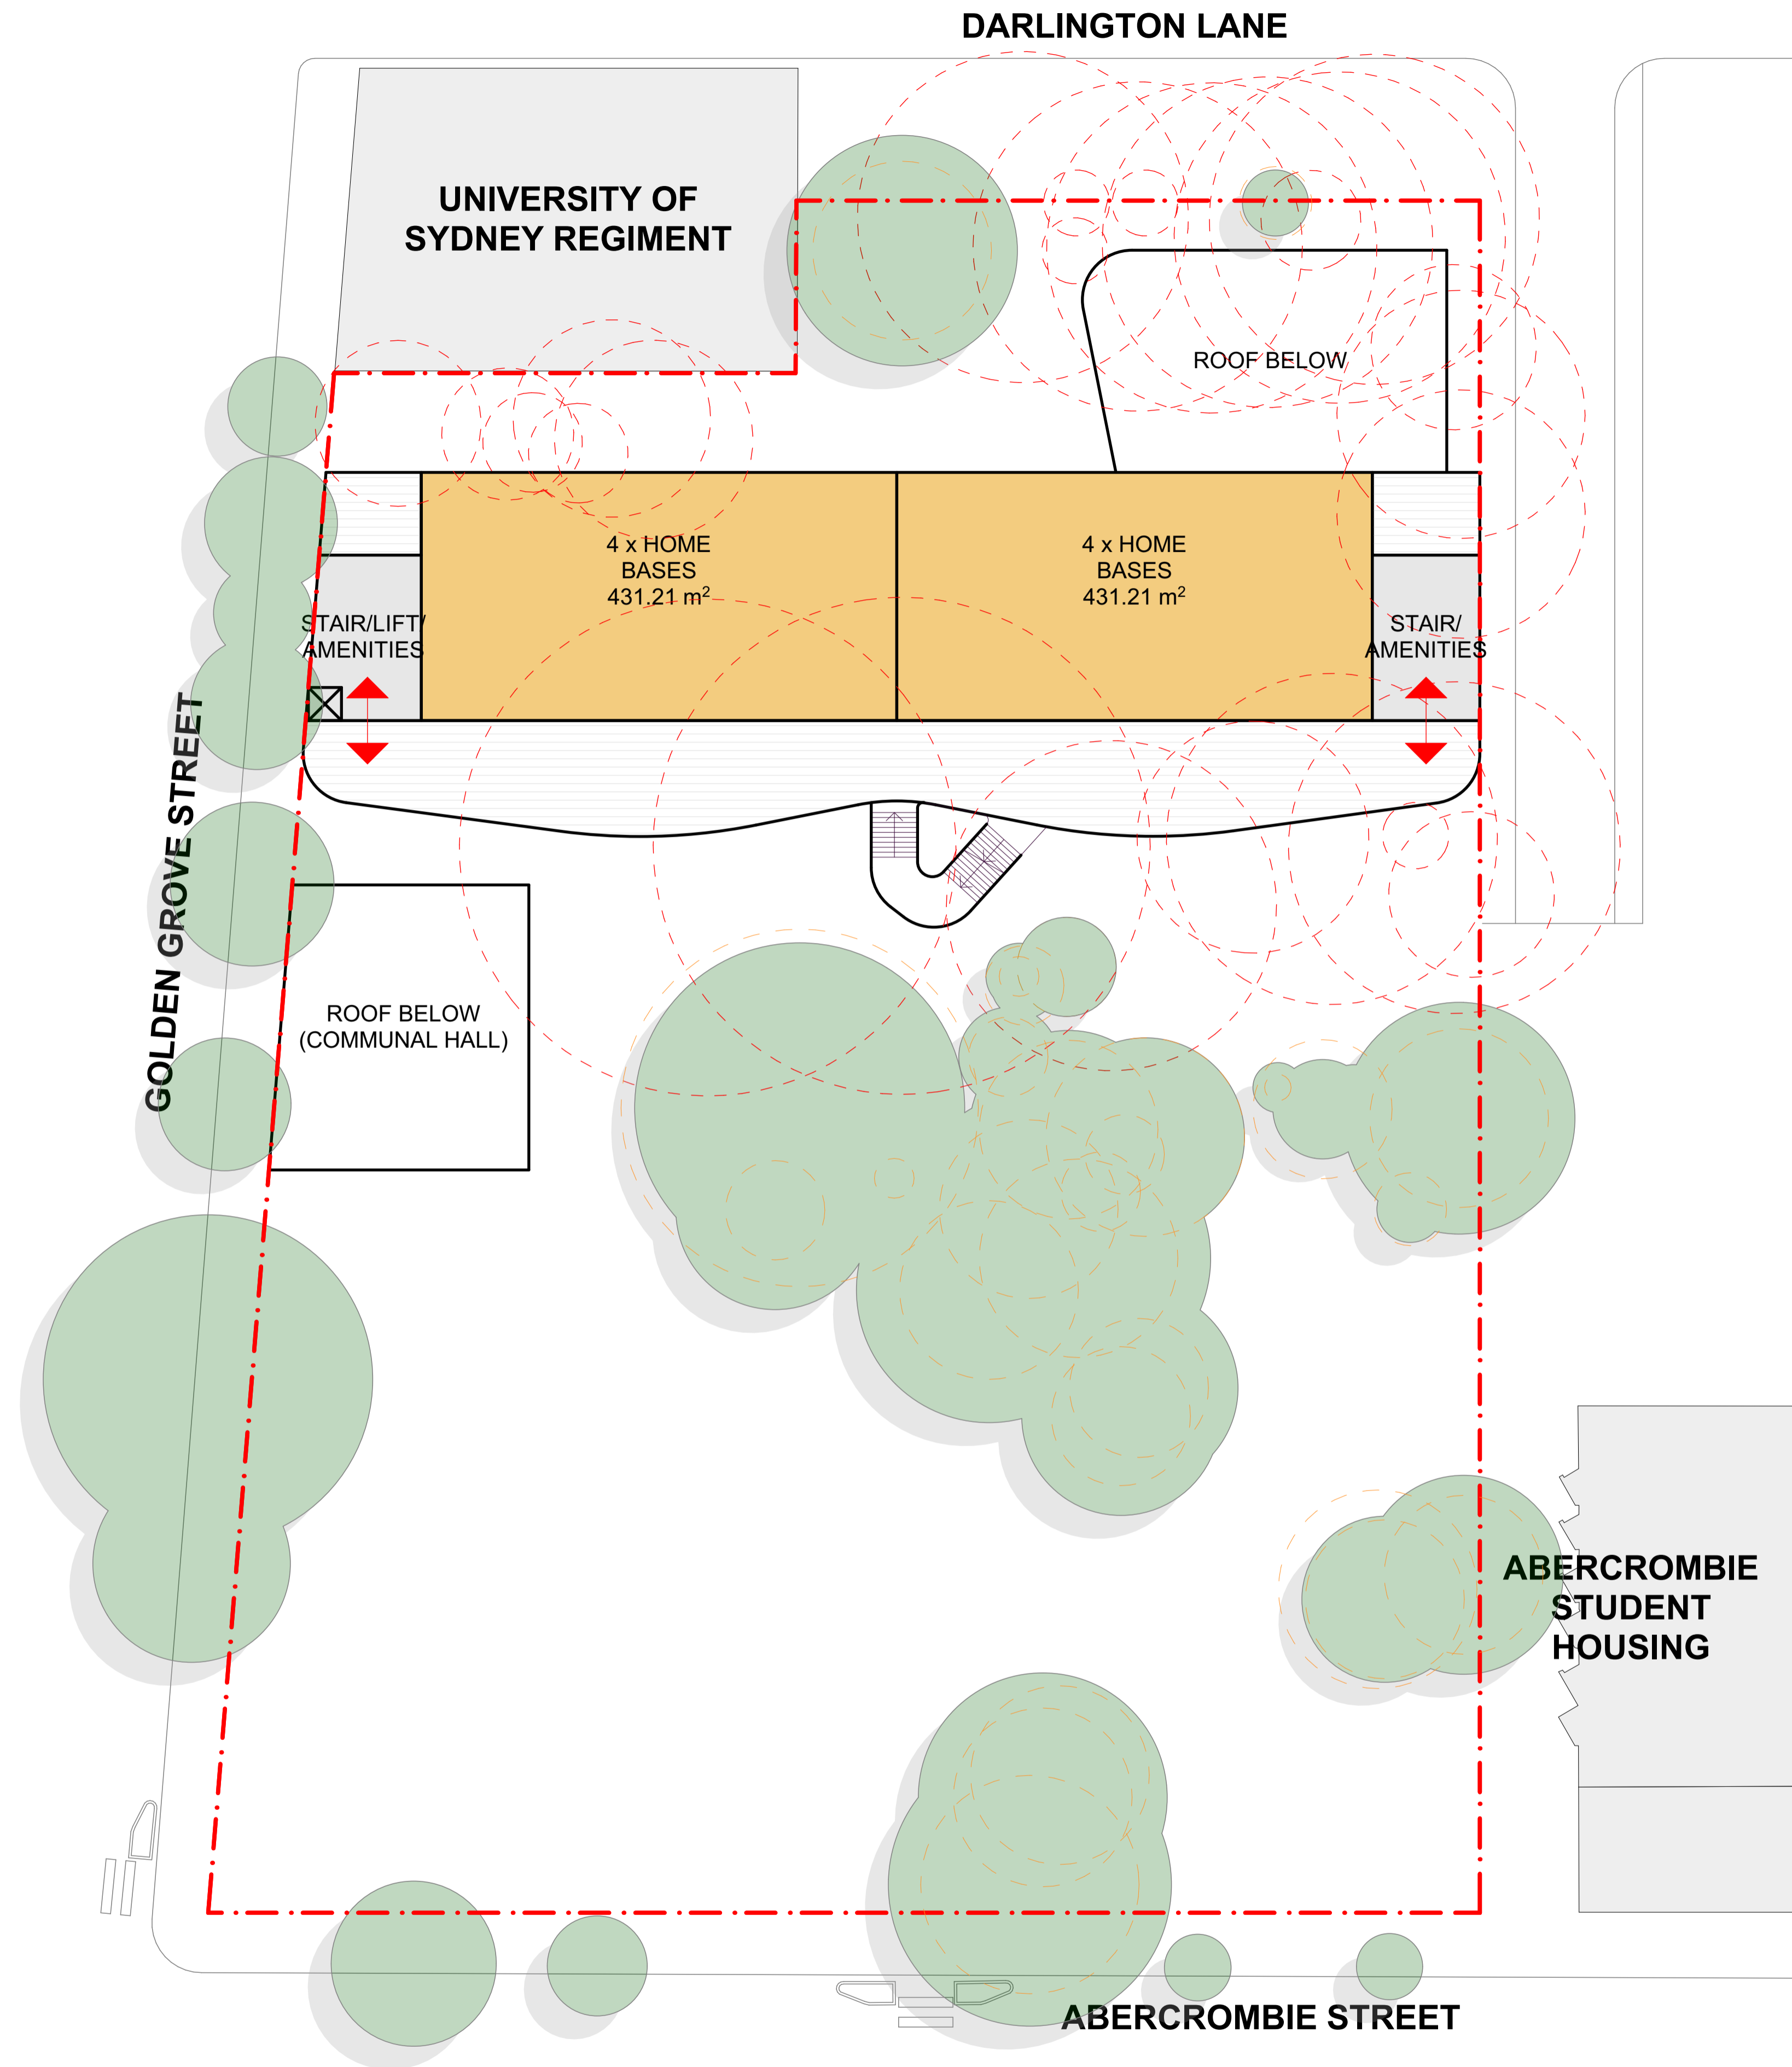 DARLINGTON LANE
UNIVERSITY OF
SYDNEY REGIMENT
ROOF BELOW
4 x HOME
BASES
431.21 m²
4 x HOME
BASES
431.21 m²
STAIR/LIFT/
AMENITIES
STAIR/
AMENITIES
GOLDEN GROVE STREET
ROOF BELOW
(COMMUNAL HALL)
ABERCROMBIE
STUDENT
HOUSING
ABERCROMBIE STREET